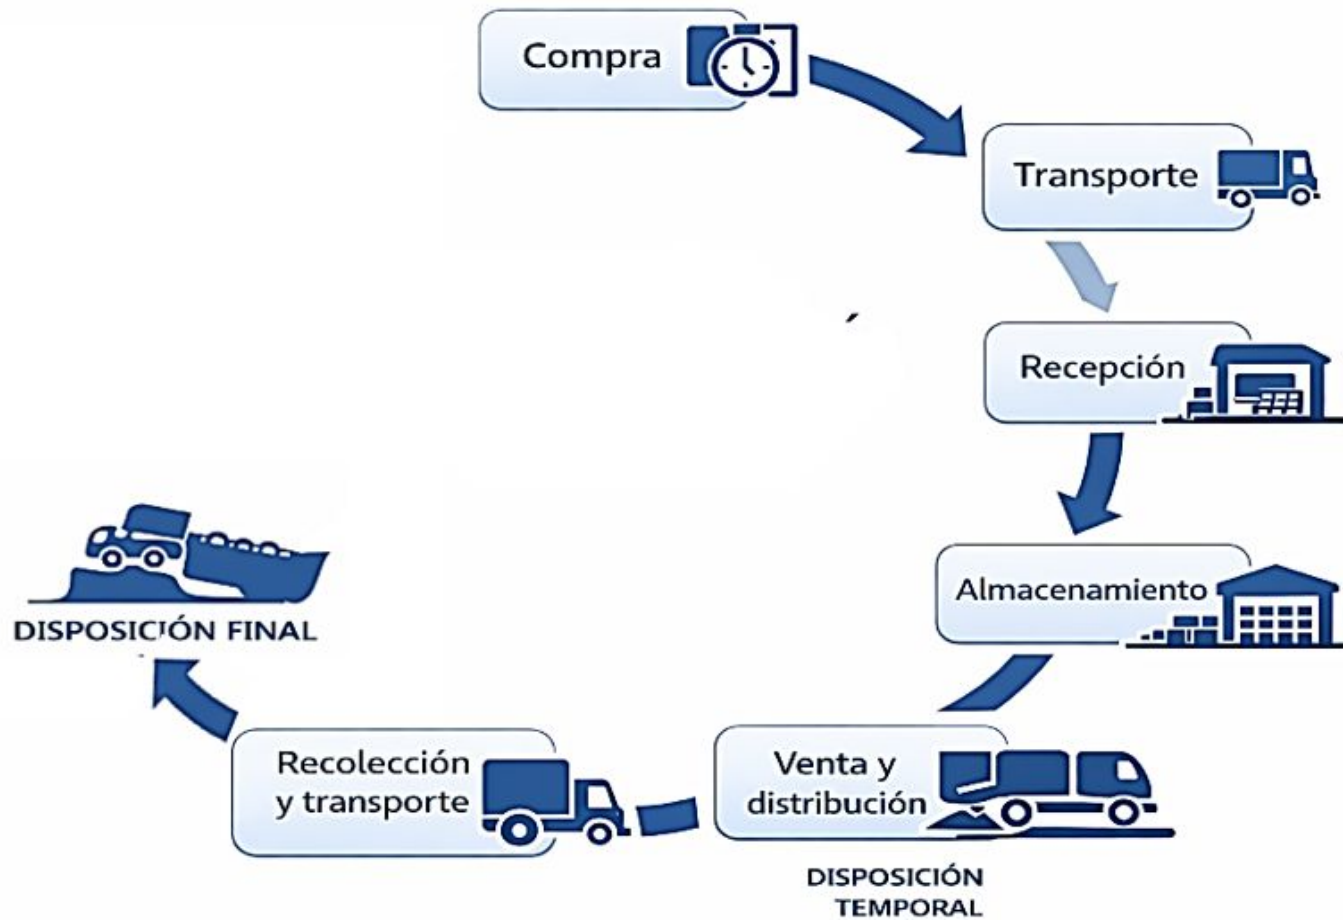 Compra
Transporte
Recepción
Almacenamiento
Venta y
distribución
DISPOSICIÓN
TEMPORAL
Recolección
y transporte
DISPOSICIÓN FINAL